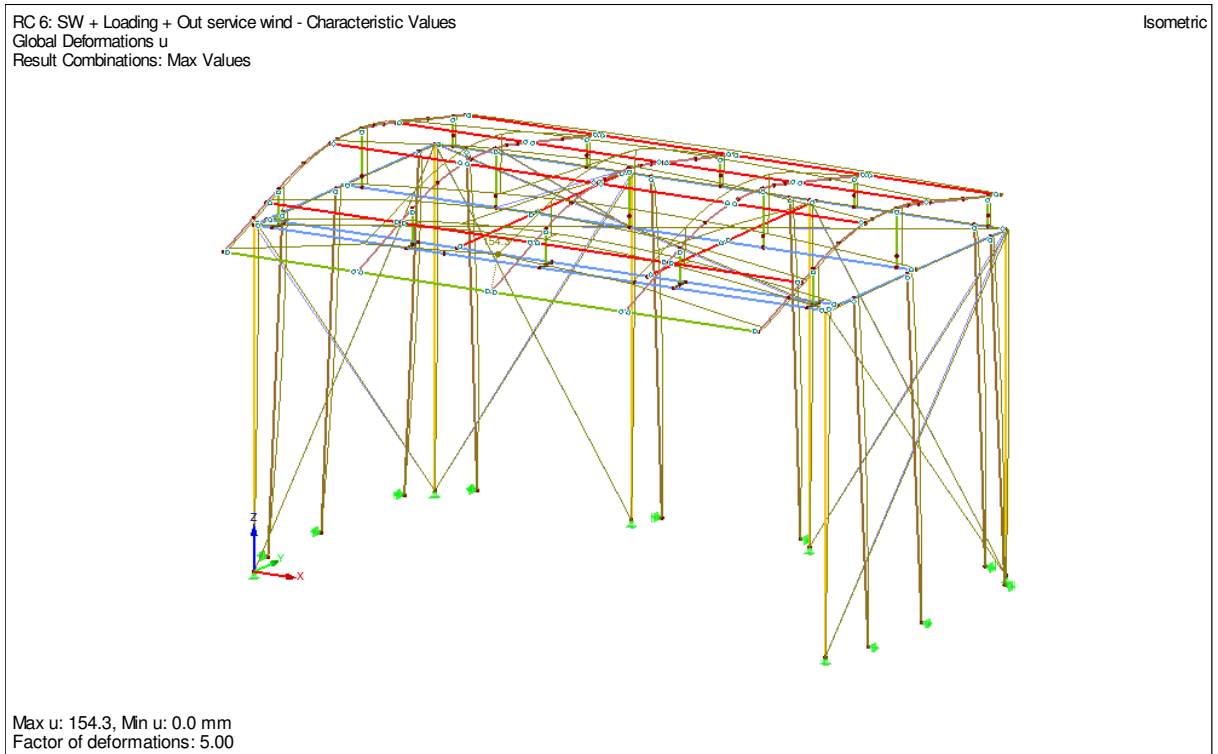 RC 6: SW + Loading + Out service wind - Characteristic Values
Isometric
Global Deformations u
Result Combinations: Max Values
154.3
Z
Y
X
Max u: 154.3, Min u: 0.0 mm
Factor of deformations: 5.00